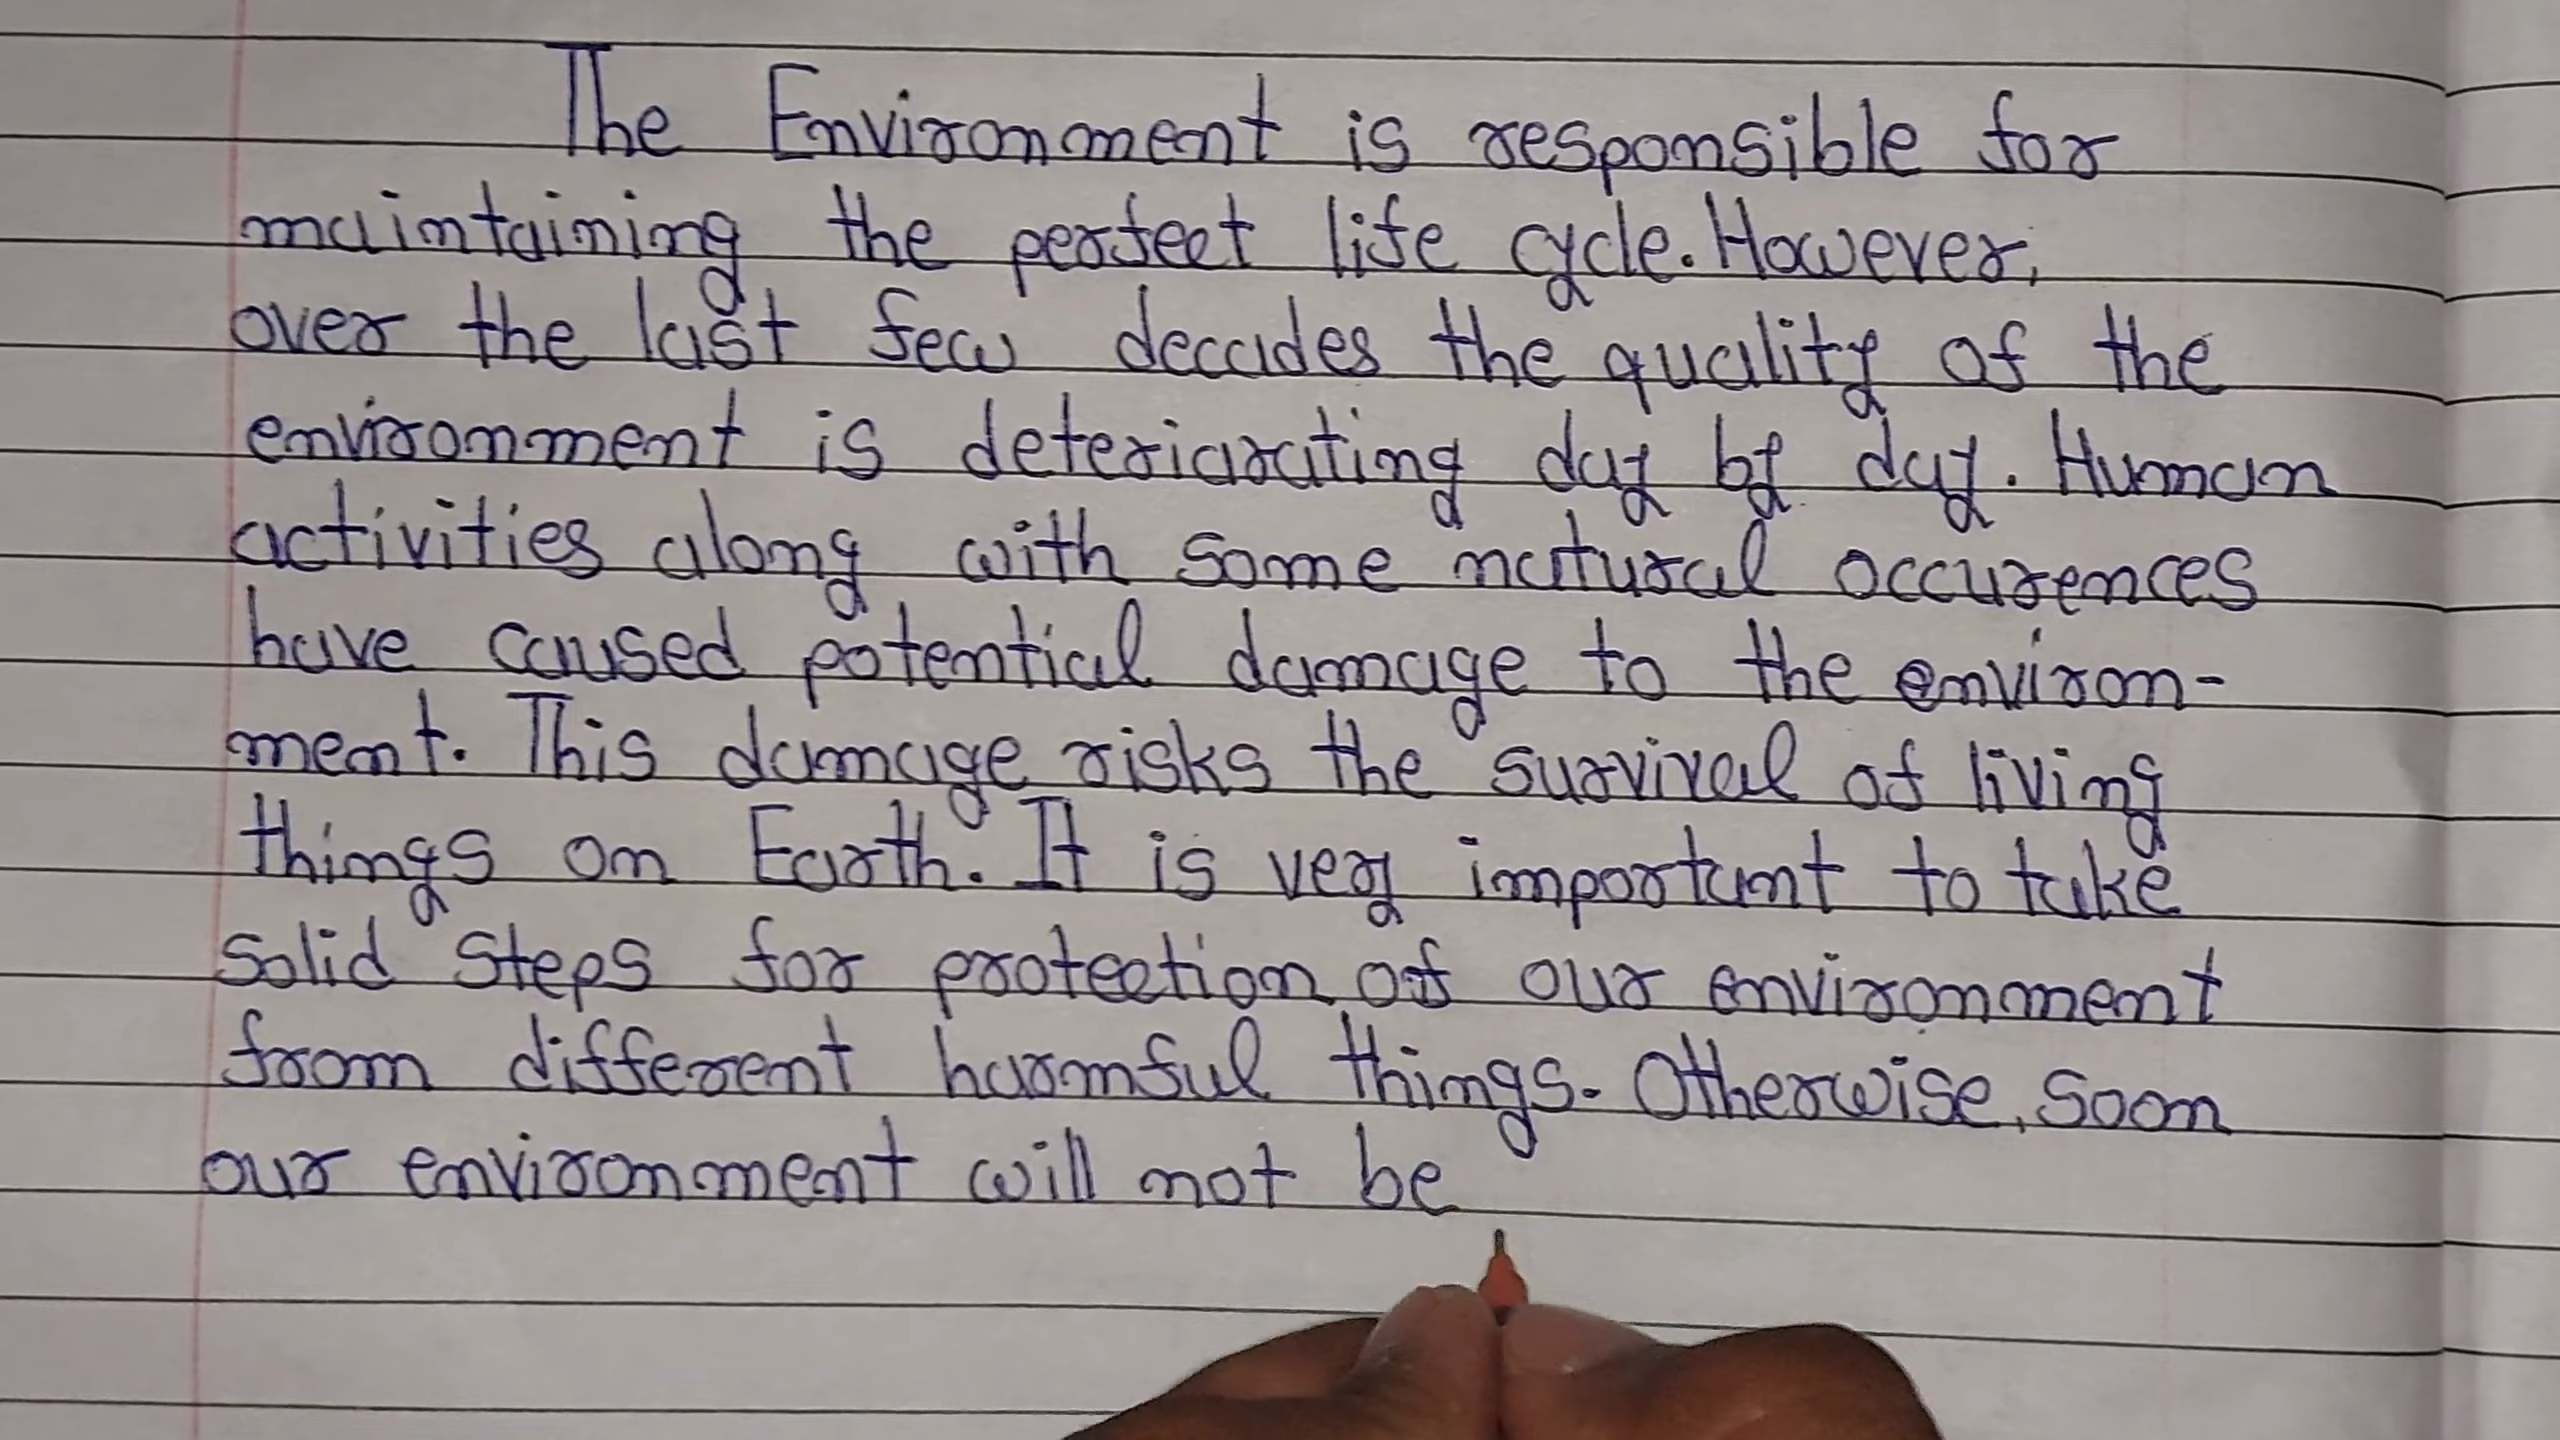 The Environment is responsible for
maintaining the perfect life cycle. However,
over the last few decades the quality of the
environment is deteriarating day by day. Human
activities along with some natural occurences
have caused potential damage to the environ-
ment. This damage risks the survival of living
things on Earth. It is very important to take
solid steps for protection of our environment
from different harmful things. Otherwise, soon
our environment will not be